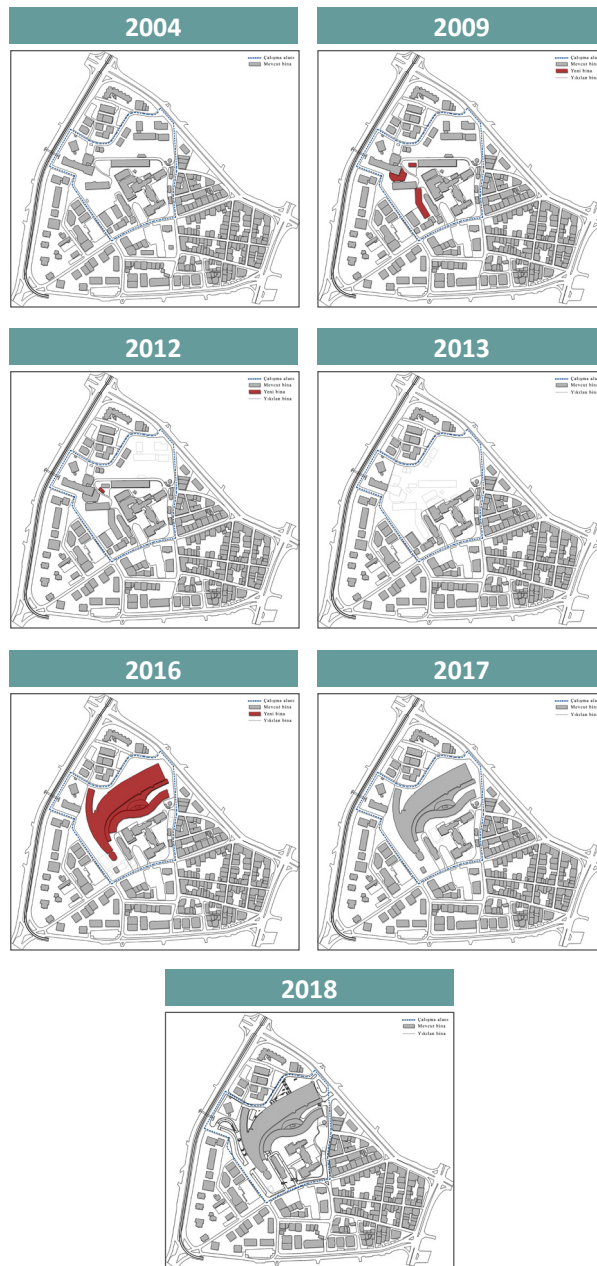 2004
Çalışma alanı
Mevcut bina
2009
Çalışma alanı
Mevcut bina
Yeni bina
Yıkılan bina
2012
Çalışma alanı
Mevcut bina
Yeni bina
Yıkılan bina
2013
Çalışma alanı
Mevcut bina
Yıkılan bina
2016
Çalışma alanı
Mevcut bina
Yeni bina
Yıkılan bina
2017
Çalışma alanı
Mevcut bina
Yıkılan bina
2018
Çalışma alanı
Mevcut bina
Yıkılan bina